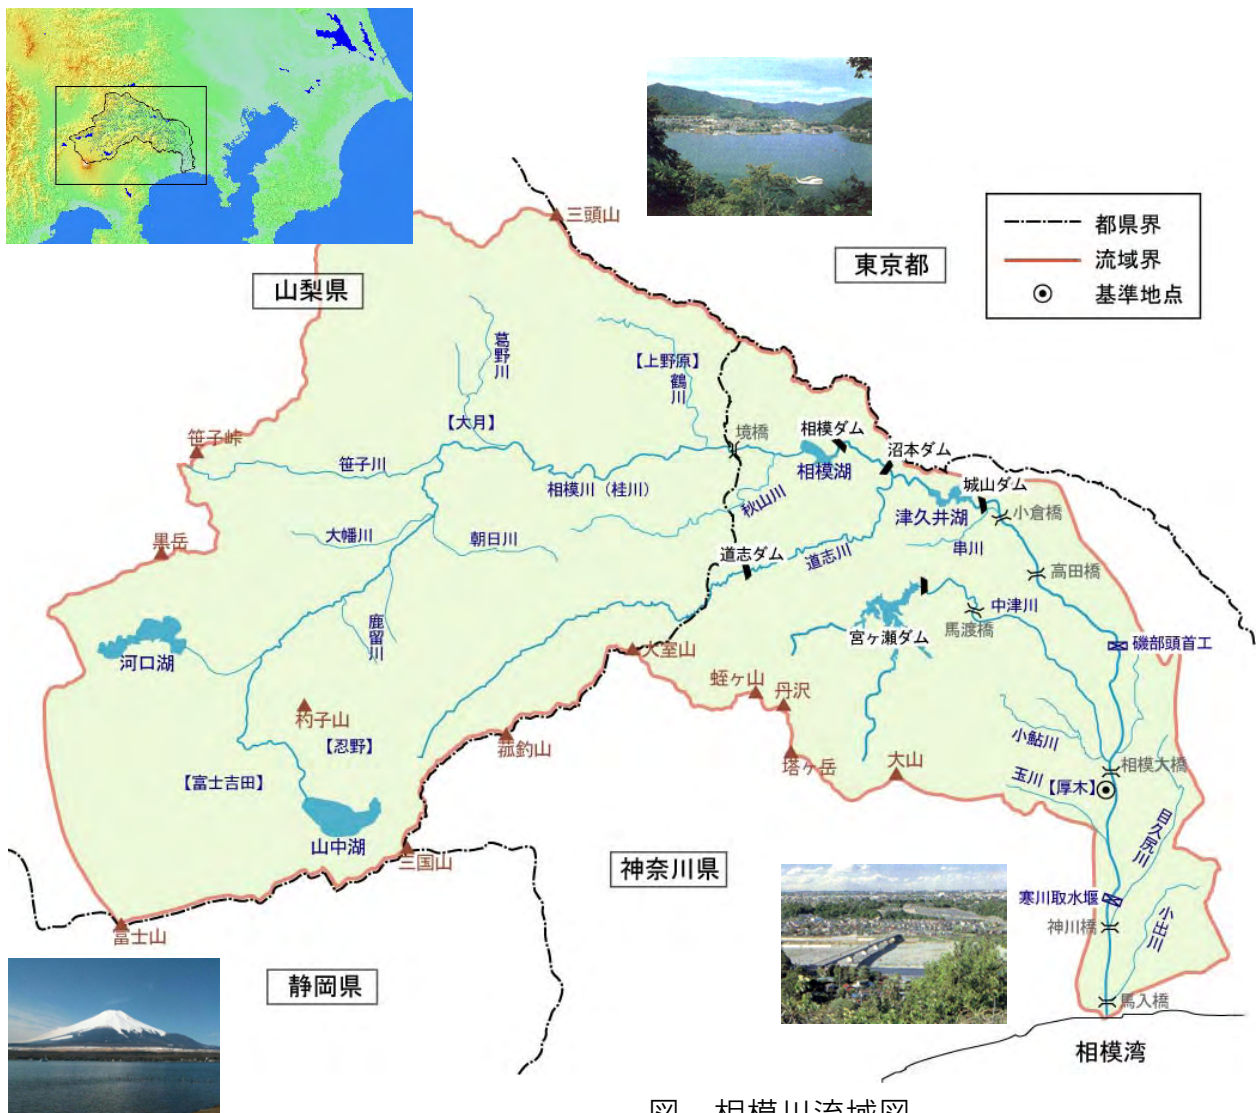 三頭山
都県界
流域界
基準地点
東京都
山梨県
葛野川
【上野原】
鶴川
【大月】
境橋
相模ダム
沼本ダム
笹子峠
笹子川
相模川（桂川）
相模湖
城山ダム
秋山川
津久井湖
小倉橋
大幡川
朝日川
黒岳
道志ダム
道志川
串川
高田橋
鹿留川
中津川
馬渡橋
宮ヶ瀬ダム
磯部頭首工
河口湖
大室山
蛭ヶ山
丹沢
杓子山
【忍野】
菰釣山
塔ヶ岳
大山
小鮎川
相模大橋
【富士吉田】
玉川
【厚木】
目久尻川
山中湖
三国山
神奈川県
寒川取水堰
小出川
神川橋
富士山
静岡県
馬入橋
相模湾
図　相模川流域図